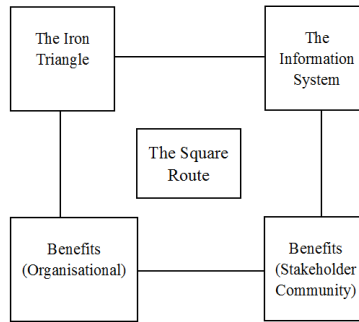 The Iron
Triangle
The
Information
System
The Square
Route
Benefits
(Organisational)
Benefits
(Stakeholder
Community)